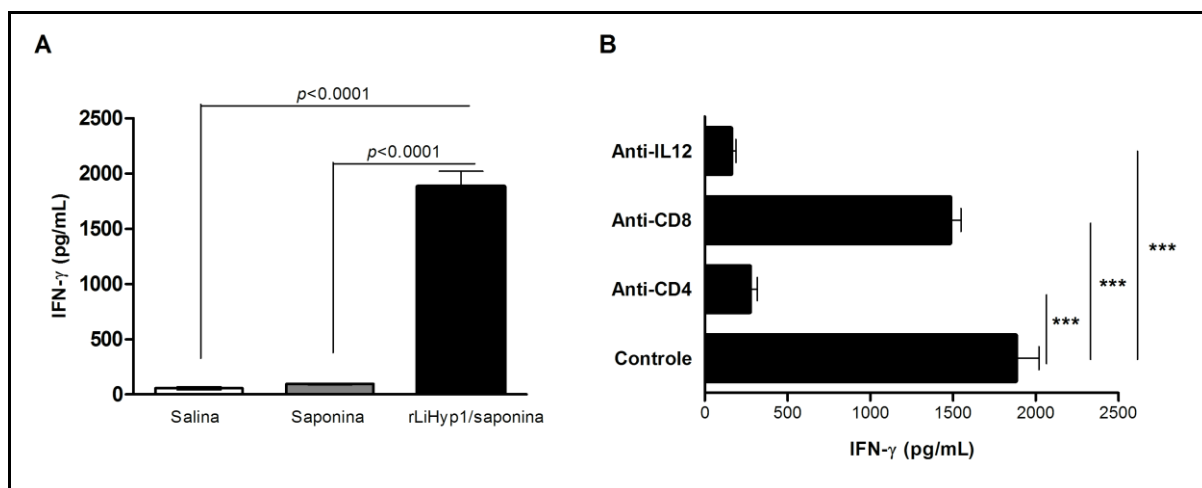 A
p<0.0001
p<0.0001
IFN-γ (pg/mL)
2500
2000
1500
1000
500
0
Salina
Saponina
rLiHyp1/saponina
B
Anti-IL12
Anti-CD8
Anti-CD4
Controle
***
***
***
0
500
1000
1500
2000
2500
IFN-γ (pg/mL)